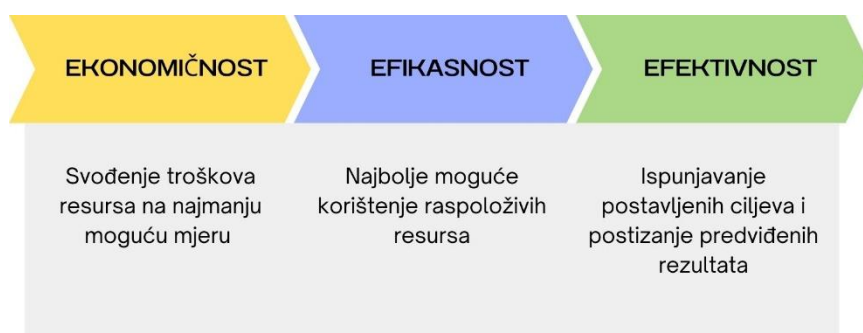 EKONOMIČNOST
EFIKASNOST
EFEKTIVNOST
Svođenje troškova
resursa na najmanju
moguću mjeru
Najbolje moguće
korištenje raspoloživih
resursa
Ispunjavanje
postavljenih ciljeva i
postizanje predviđenih
rezultata